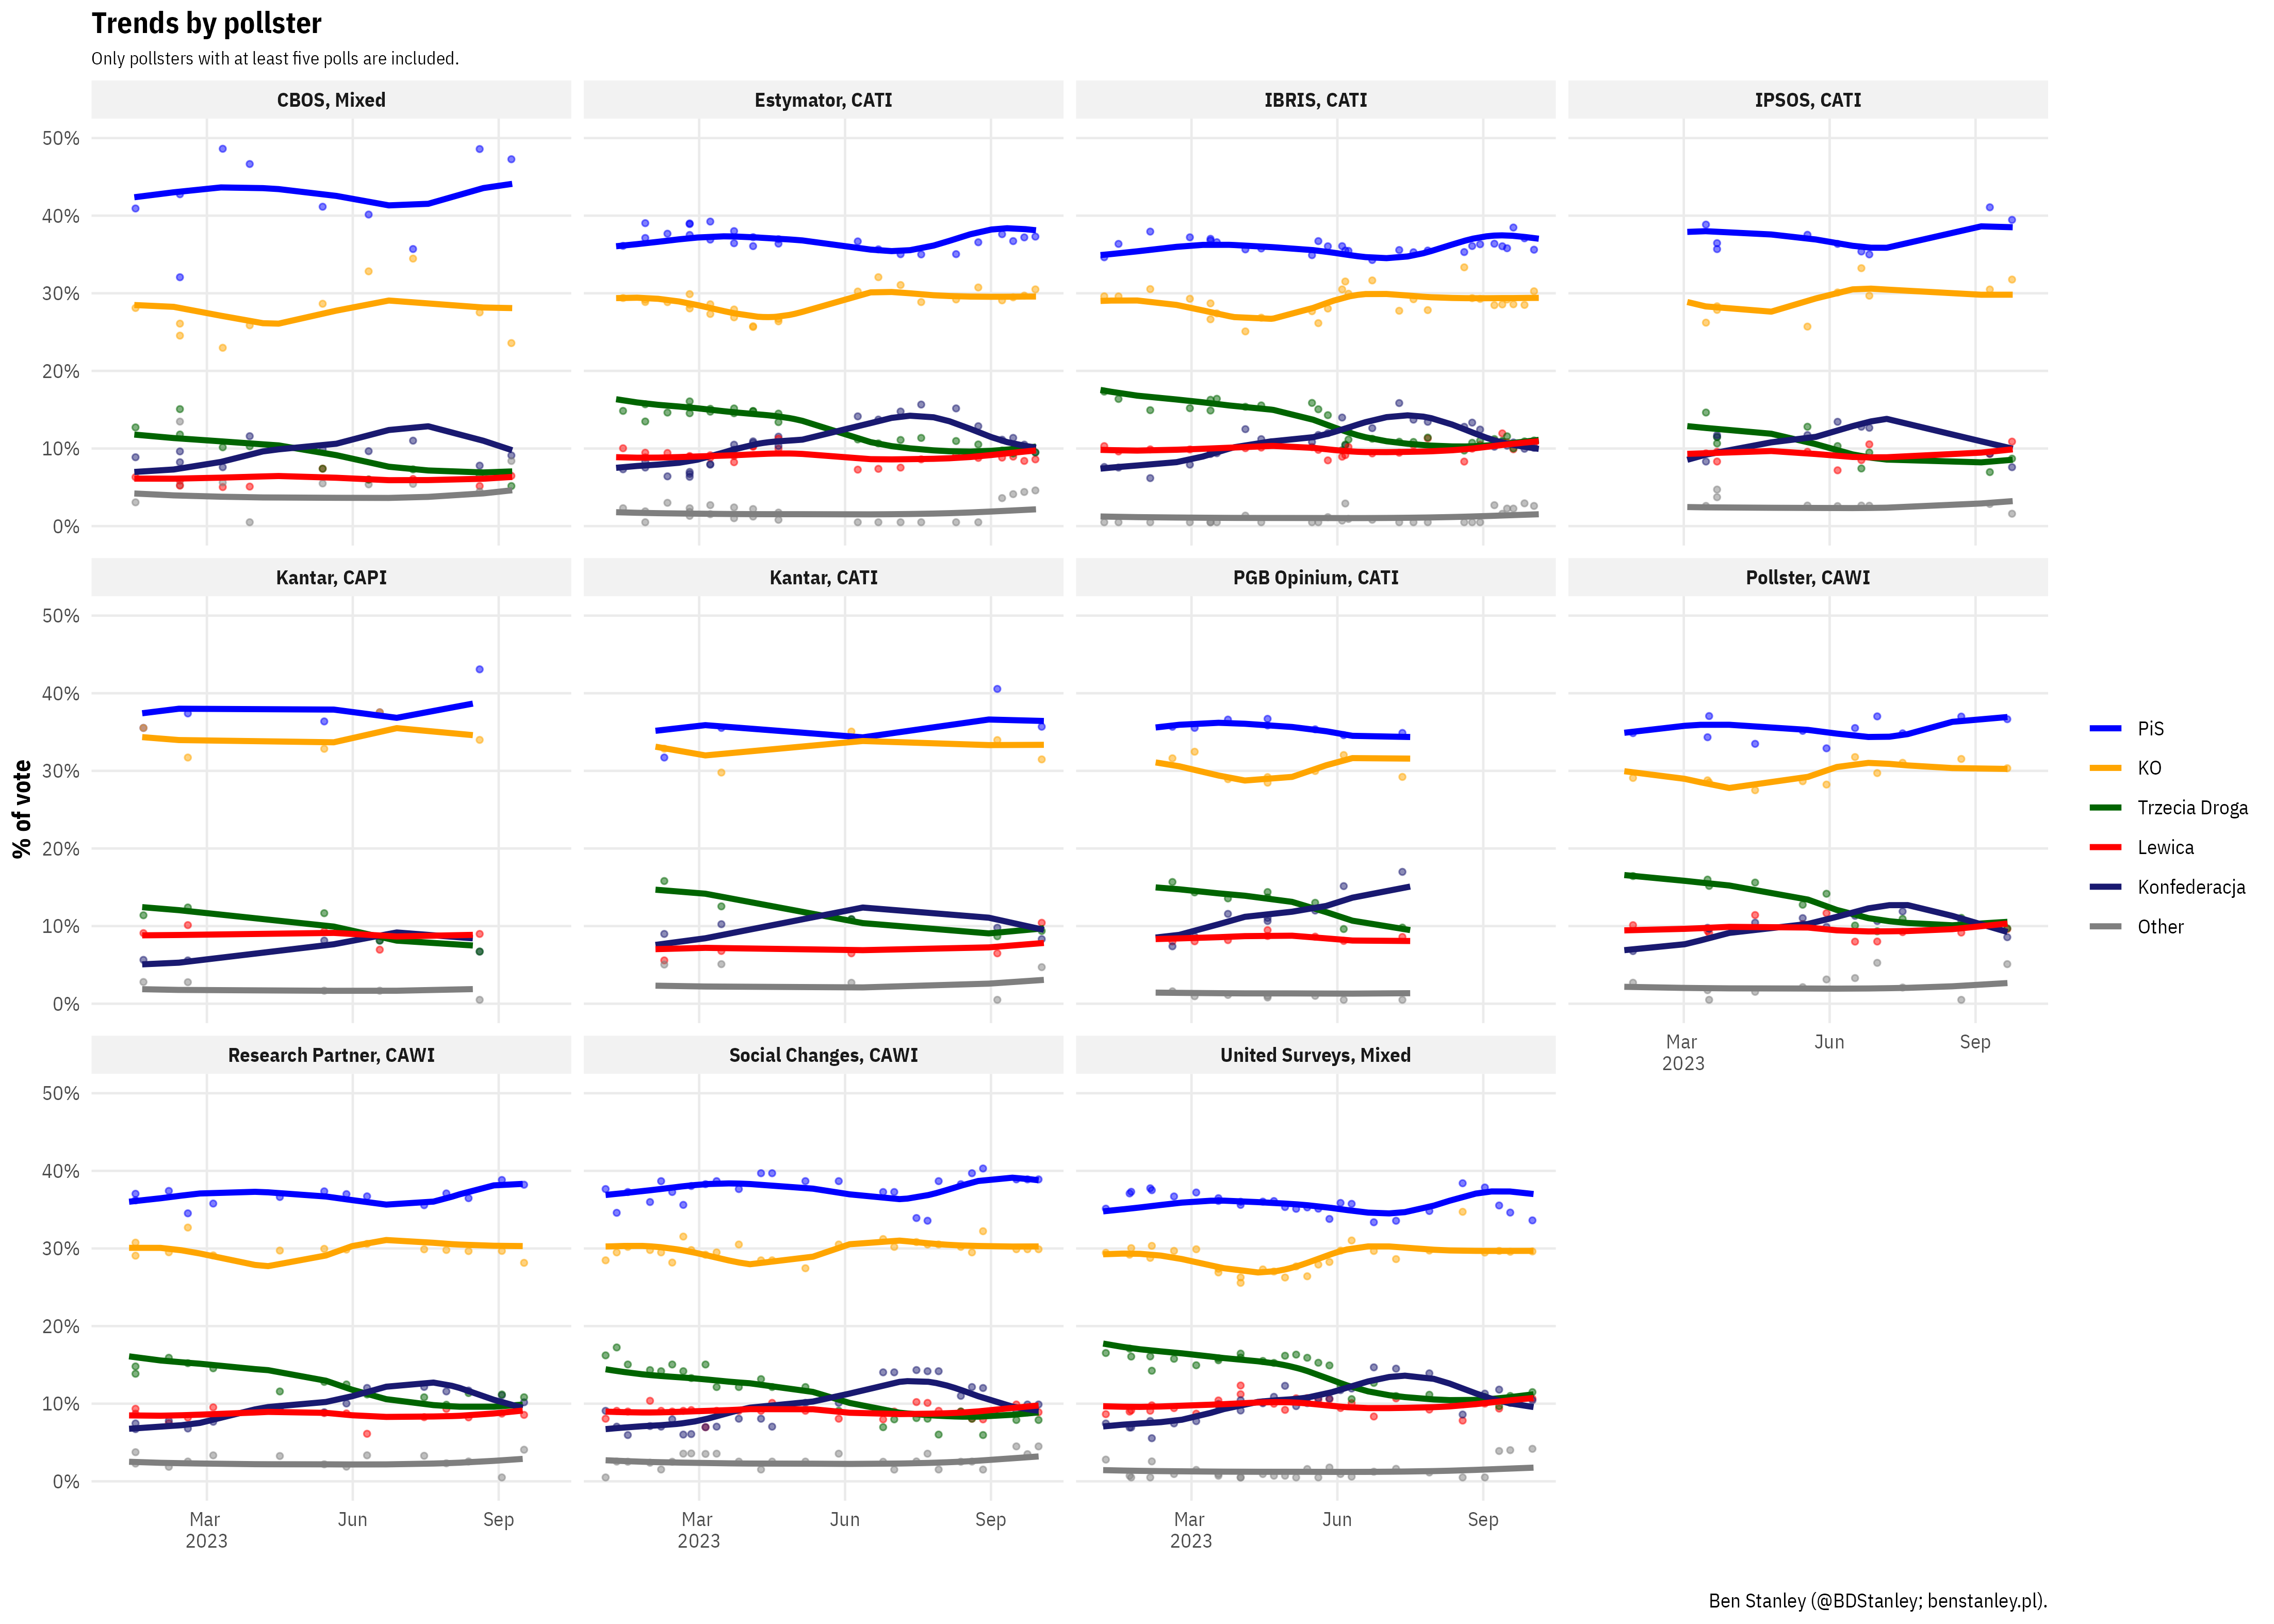 Trends by pollster
Only pollsters with at least five polls are included.
CBOS, Mixed
Estymator, CATI
IBRIS, CATI
IPSOS, CATI
50%
40%
30%
20%
10%
0%
Kantar, CAPI
Kantar, CATI
PGB Opinium, CATI
Pollster, CAWI
50%
40%
30%
20%
10%
0%
Mar
2023
Jun
Sep
Research Partner, CAWI
Social Changes, CAWI
United Surveys, Mixed
50%
40%
30%
20%
10%
0%
Mar
2023
Jun
Sep
Mar
2023
Jun
Sep
Mar
2023
Jun
Sep
% of vote
PiS
KO
Trzecia Droga
Lewica
Konfederacja
Other
Ben Stanley (@BDStanley; benstanley.pl).